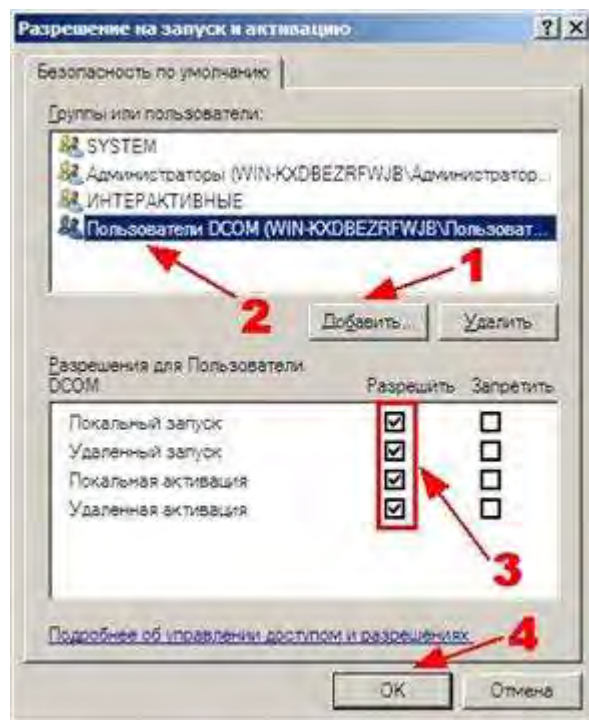 Разрешение на запуск и активацию
Безопасность по умолчанию
Группы или пользователи:
SYSTEM
Администраторы (WIN-KXDBEZRFWJB\Администратор...
ИНТЕРАКТИВНЫЕ
Пользователи DCOM (WIN-KXDBEZRFWJB\Пользоват...
1
2
Добавить...
Удалить
Разрешения для Пользователи
DCOM
Разрешить Запретить
Локальный запуск
Удаленный запуск
Локальная активация
Удаленная активация
3
Подробнее об управлении доступом и разрешениях
4
OK
Отмена